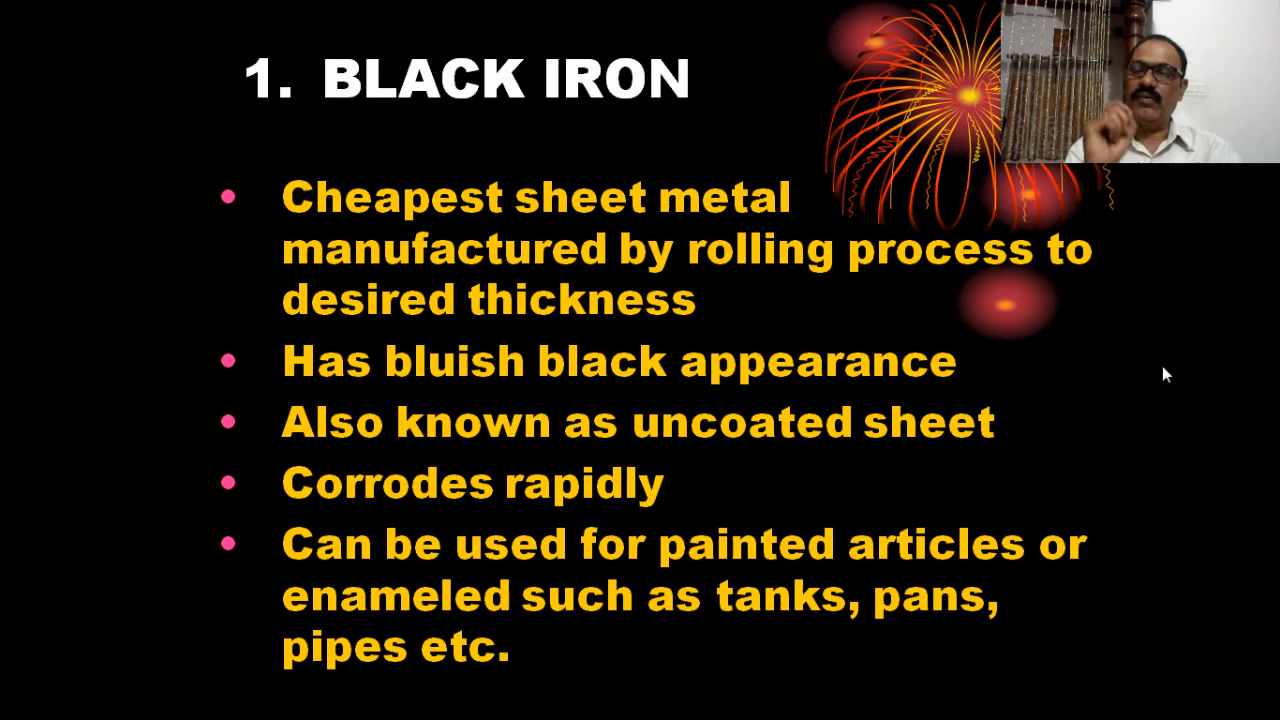 1. BLACK IRON
• Cheapest sheet metal
manufactured by rolling process to
desired thickness
• Has bluish black appearance
• Also known as uncoated sheet
• Corrodes rapidly
• Can be used for painted articles or
enameled such as tanks, pans,
pipes etc.